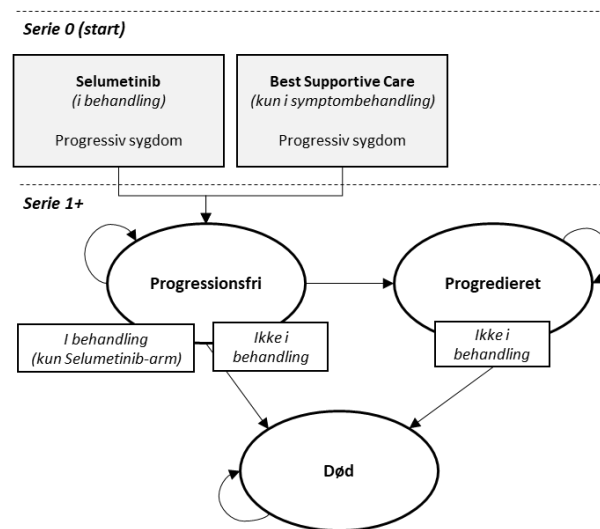 Serie 0 (start)
Selumetinib
(i behandling)
Progressiv sygdom
Best Supportive Care
(kun i symptombehandling)
Progressiv sygdom
Serie 1+
Progressionsfri
Progredieret
I behandling
(kun Selumetinib-arm)
Ikke i
behandling
Ikke i
behandling
Død